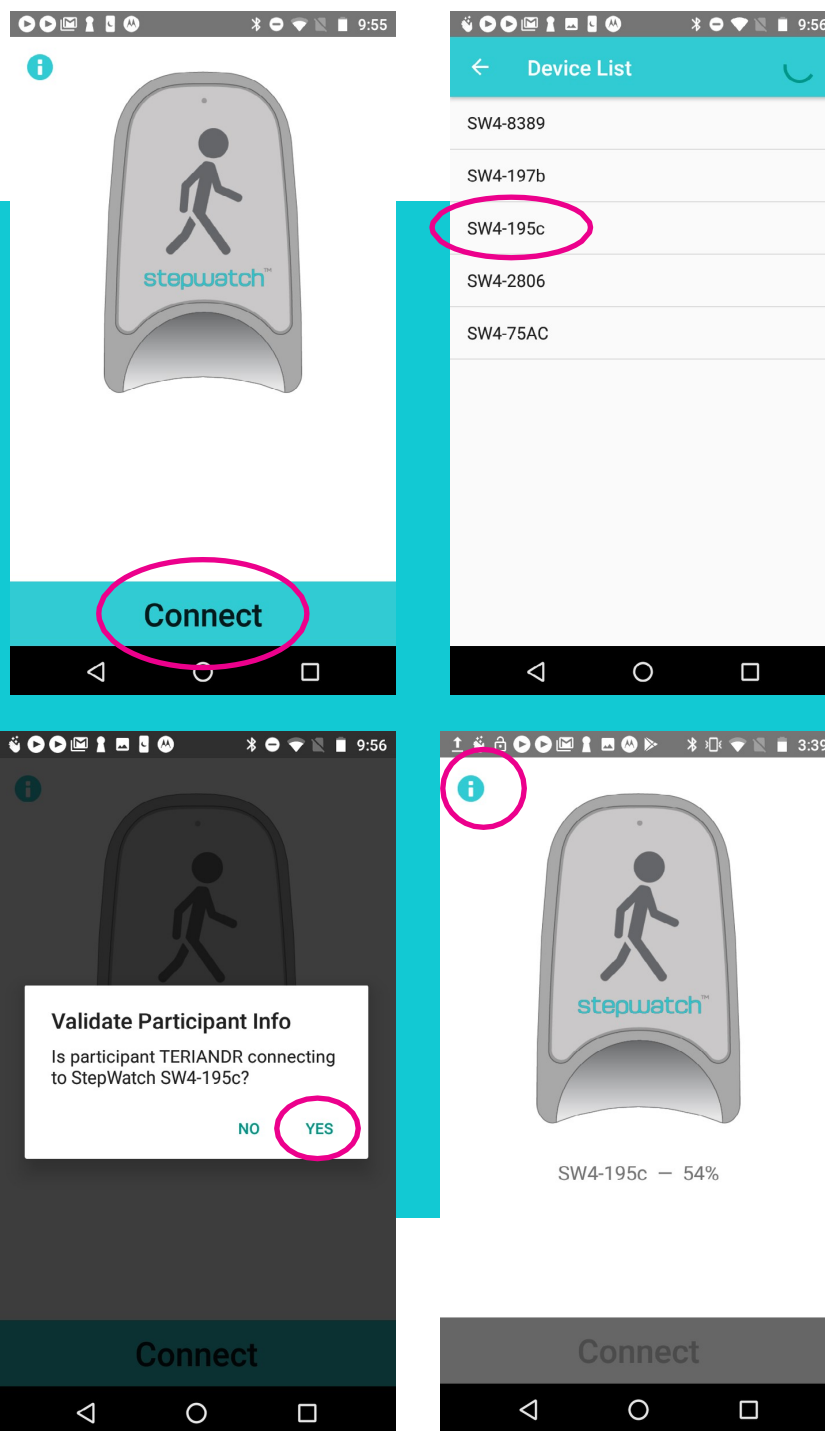 9:55
stepwatch™
Connect
9:56
Device List
SW4-8389
SW4-197b
SW4-195c
SW4-2806
SW4-75AC
9:56
Validate Participant Info
Is participant TERIANDR connecting
to StepWatch SW4-195c?
NO YES
Connect
3:39
stepwatch™
SW4-195c — 54%
Connect